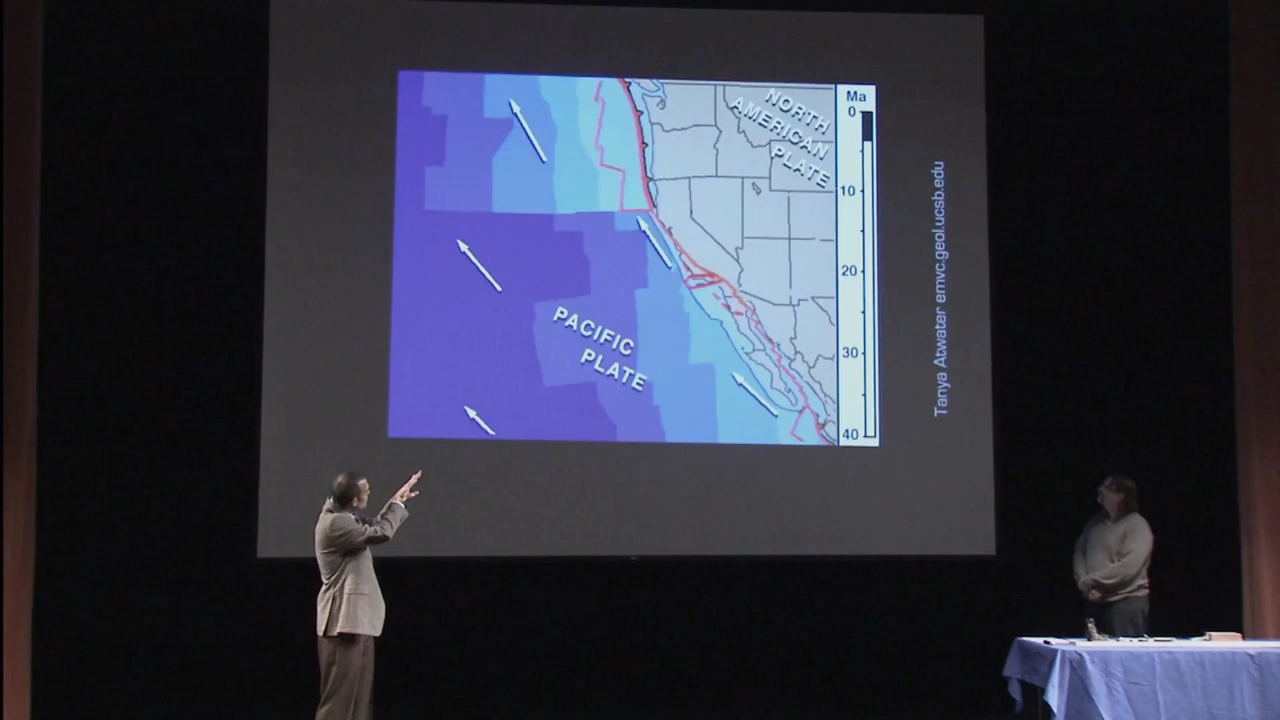 NORTH
AMERICAN
PLATE
PACIFIC
PLATE
Ma
0
10
20
30
40
Tanya Atwater emvc.geol.ucsb.edu